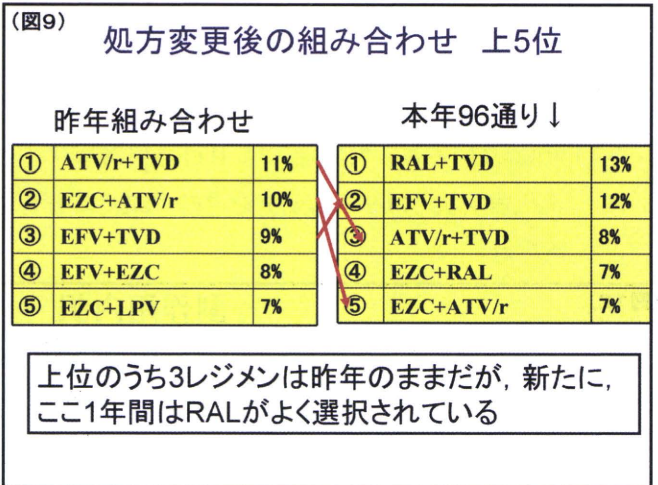 (図9)
処方変更後の組み合わせ 上5位
昨年組み合わせ
① ATV/r+TVD 11%
② EZC+ATV/r 10%
③ EFV+TVD 9%
④ EFV+EZC 8%
⑤ EZC+LPV 7%
本年96通り↓
① RAL+TVD 13%
② EFV+TVD 12%
③ ATV/r+TVD 8%
④ EZC+RAL 7%
⑤ EZC+ATV/r 7%
上位のうち3レジメンは昨年のままだが, 新たに,
ここ1年間はRALがよく選択されている